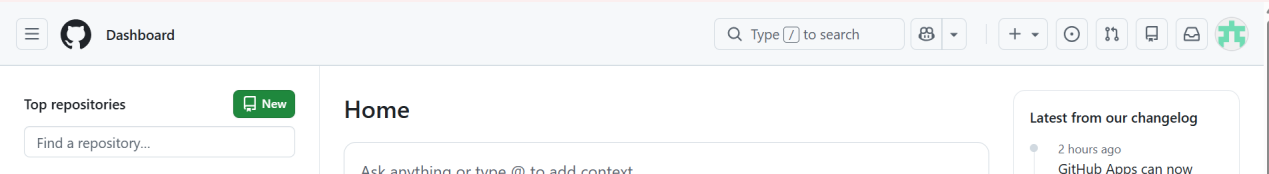 Dashboard
Type / to search
Top repositories
New
Find a repository...
Home
Ask anything or type @ to add context
Latest from our changelog
2 hours ago
GitHub Apps can now